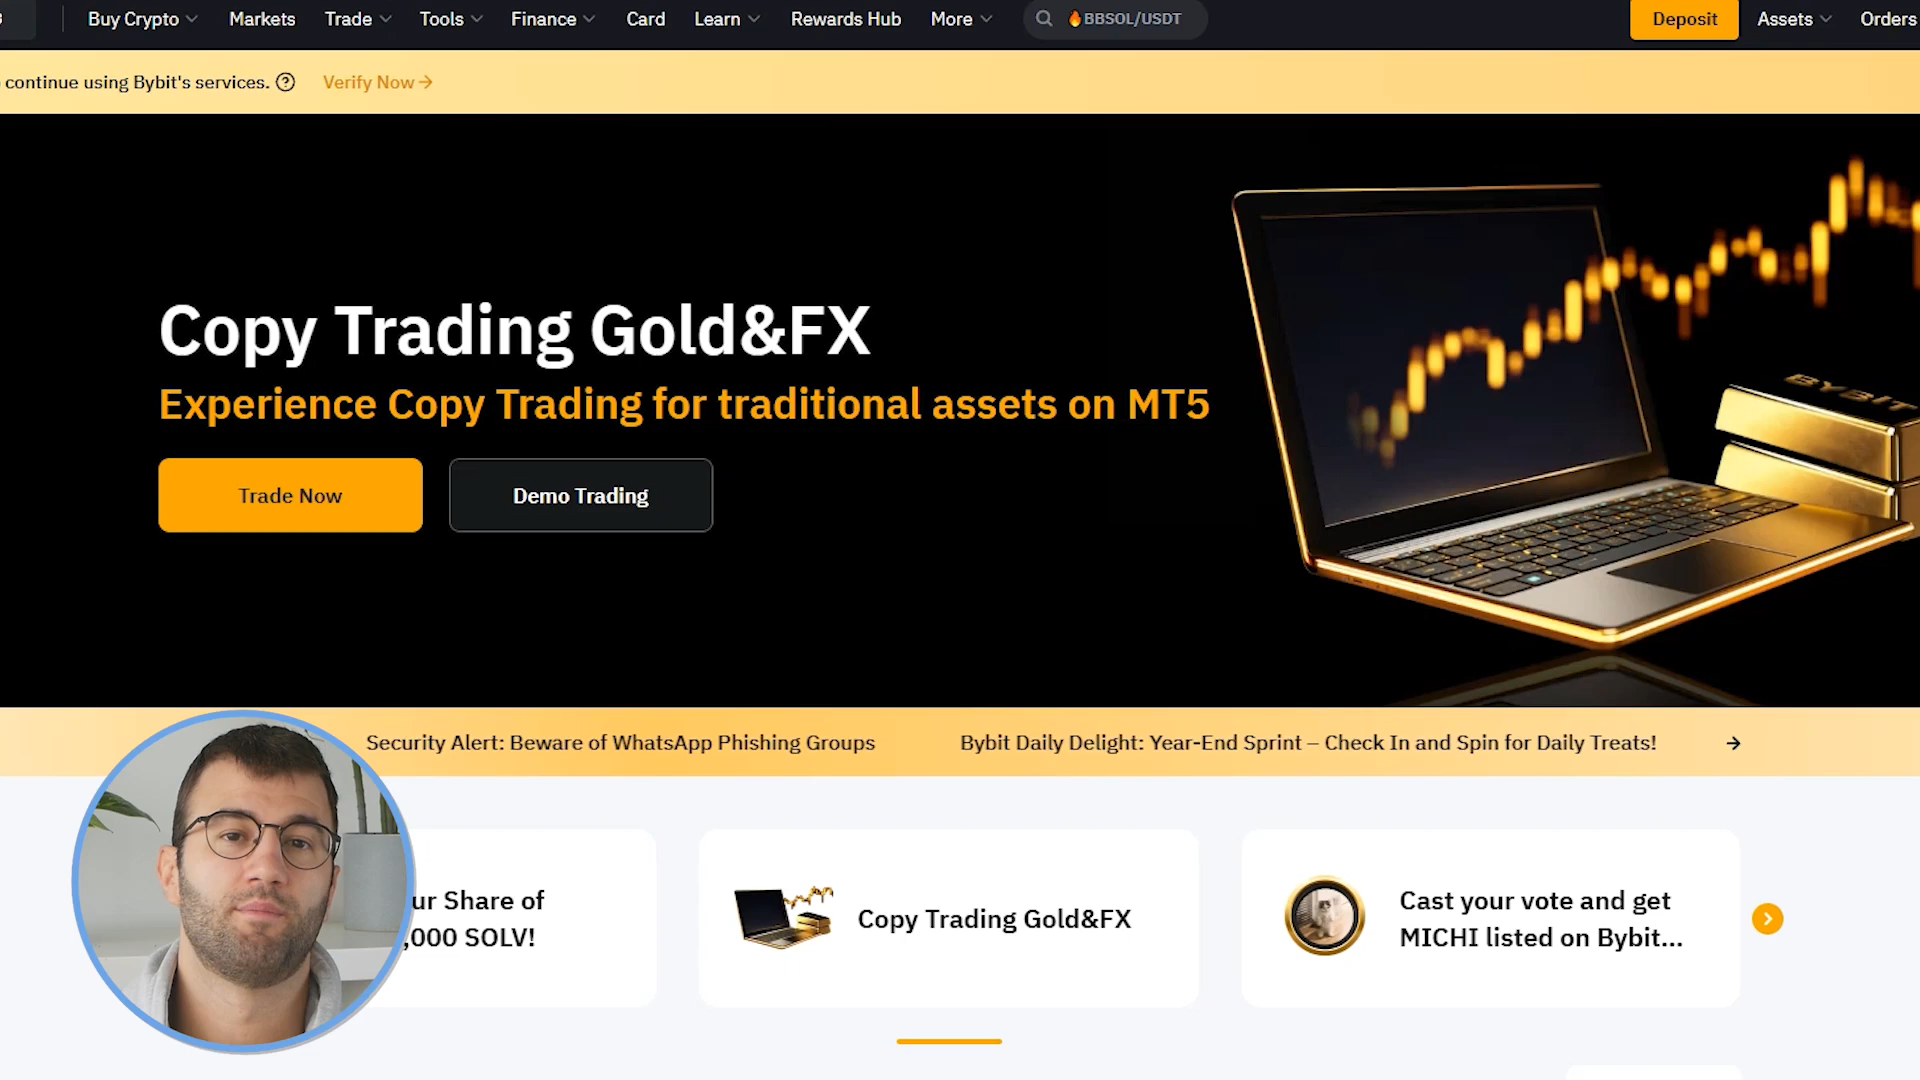 Buy Crypto Markets Trade Tools Finance Card Learn Rewards Hub More BBSOL/USDT Deposit Assets Orders
continue using Bybit's services. Verify Now
Copy Trading Gold&FX
Experience Copy Trading for traditional assets on MT5
Trade Now Demo Trading
BYBIT
Security Alert: Beware of WhatsApp Phishing Groups Bybit Daily Delight: Year-End Sprint – Check In and Spin for Daily Treats!
ur Share of
,000 SOLV!
Copy Trading Gold&FX
Cast your vote and get
MICHI listed on Bybit...